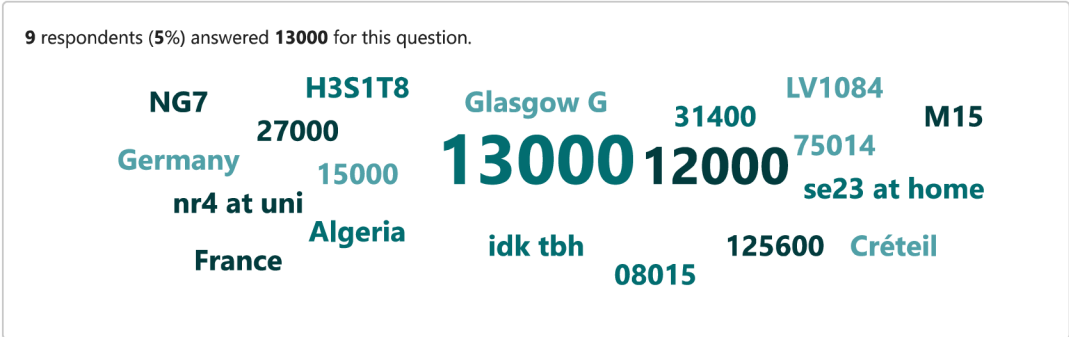 9 respondents (5%) answered 13000 for this question.
H3S1T8
LV1084
NG7
Glasgow G
31400
M15
27000
13000
12000
75014
Germany
15000
se23 at home
nr4 at uni
Algeria
idk tbh
125600
Créteil
France
08015